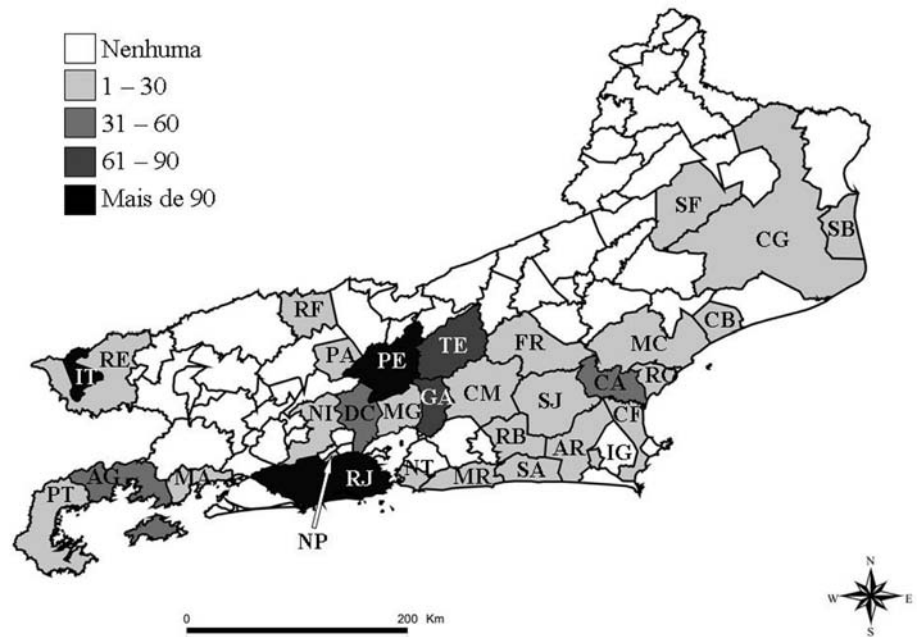 Nenhuma
1 – 30
31 – 60
61 – 90
Mais de 90
SF
CG
SB
RF
CB
PA
PE
TE
FR
MC
RE
IT
CA
RO
NI
DC
MG
GA
CM
SJ
CF
RB
AR
IG
PT
AG
MA
RJ
NT
MR
SA
NP
0
200 Km
N
W
E
S